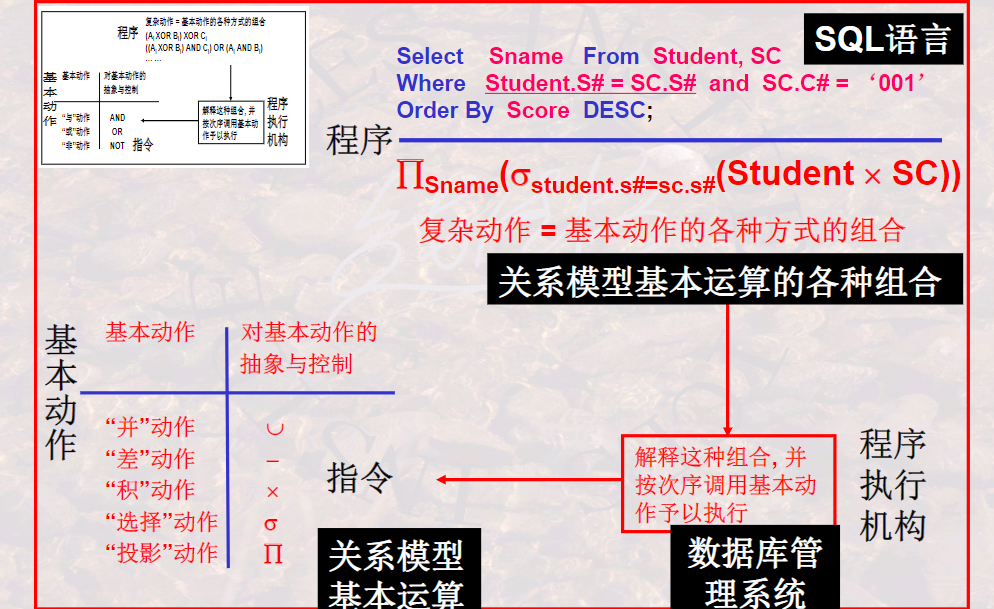 程序
复杂动作 = 基本动作的各种方式的组合
(Aᵢ XOR Bᵢ) XOR Cᵢ
((Aᵢ XOR Bᵢ) AND Cᵢ) OR (Aᵢ AND Bᵢ)
... ...
基本动作
基本动作 对基本动作的
抽象与控制
“与”动作 AND
“或”动作 OR
“非”动作 NOT
指令
解释这种组合, 并
按次序调用基本动
作予以执行
程序
执行
机构
SQL语言
Select Sname From Student, SC
Where Student.S# = SC.S# and SC.C# = ‘001’
Order By Score DESC;
程序
∏Sname(σstudent.s#=sc.s#(Student × SC))
复杂动作 = 基本动作的各种方式的组合
关系模型基本运算的各种组合
基本动作
基本动作 对基本动作的
抽象与控制
“并”动作 ∪
“差”动作 −
“积”动作 ×
“选择”动作 σ
“投影”动作 ∏
指令
关系模型
基本运算
解释这种组合, 并
按次序调用基本动
作予以执行
程序
执行
机构
数据库管
理系统